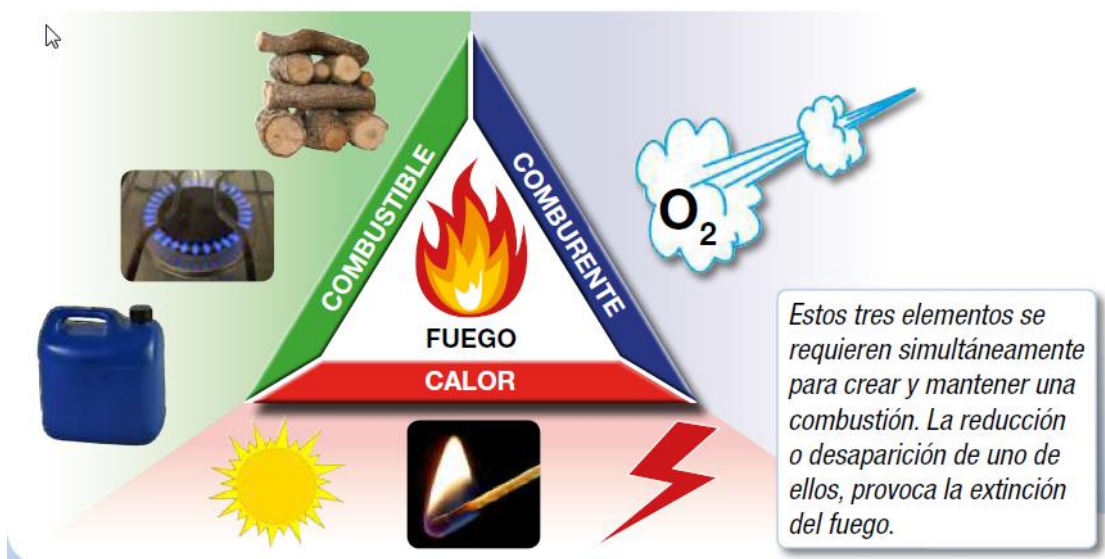 COMBUSTIBLE
COMBURENTE
O₂
FUEGO
CALOR
Estos tres elementos se
requieren simultáneamente
para crear y mantener una
combustión. La reducción
o desaparición de uno de
ellos, provoca la extinción
del fuego.